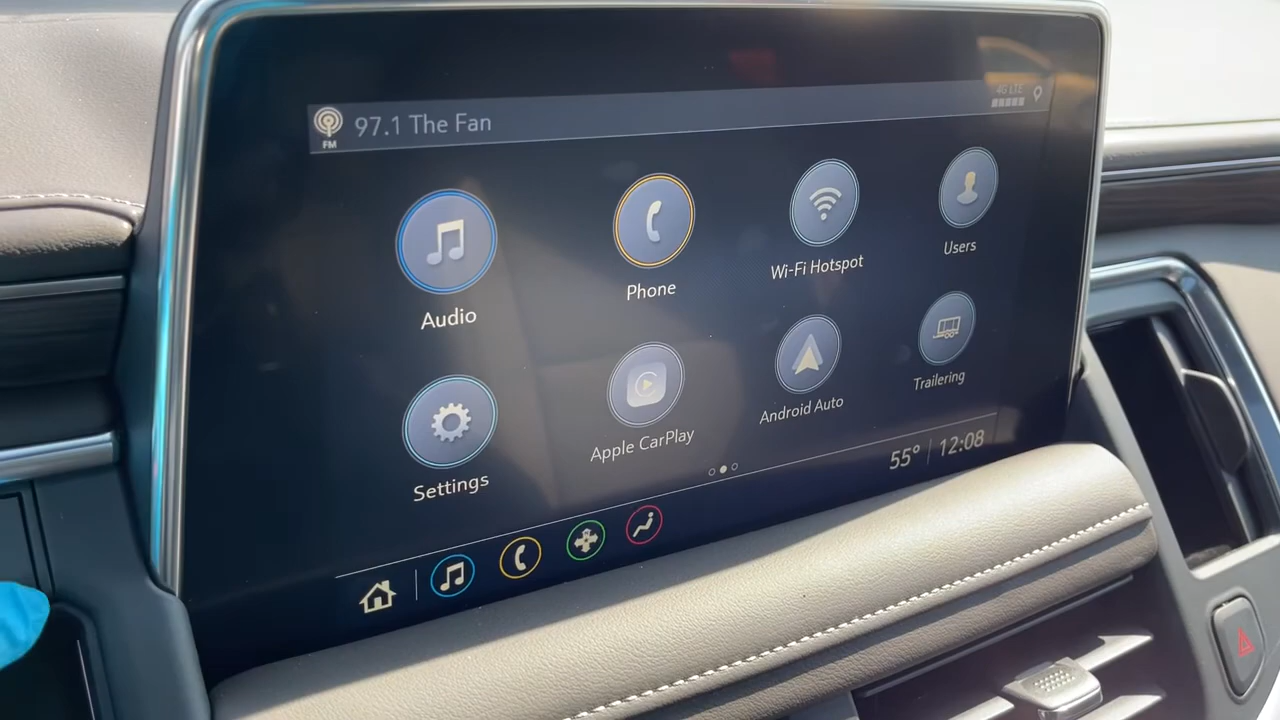 97.1 The Fan
FM
4G LTE
Audio
Phone
Wi-Fi Hotspot
Users
Settings
Apple CarPlay
Android Auto
Trailering
55° 12:08